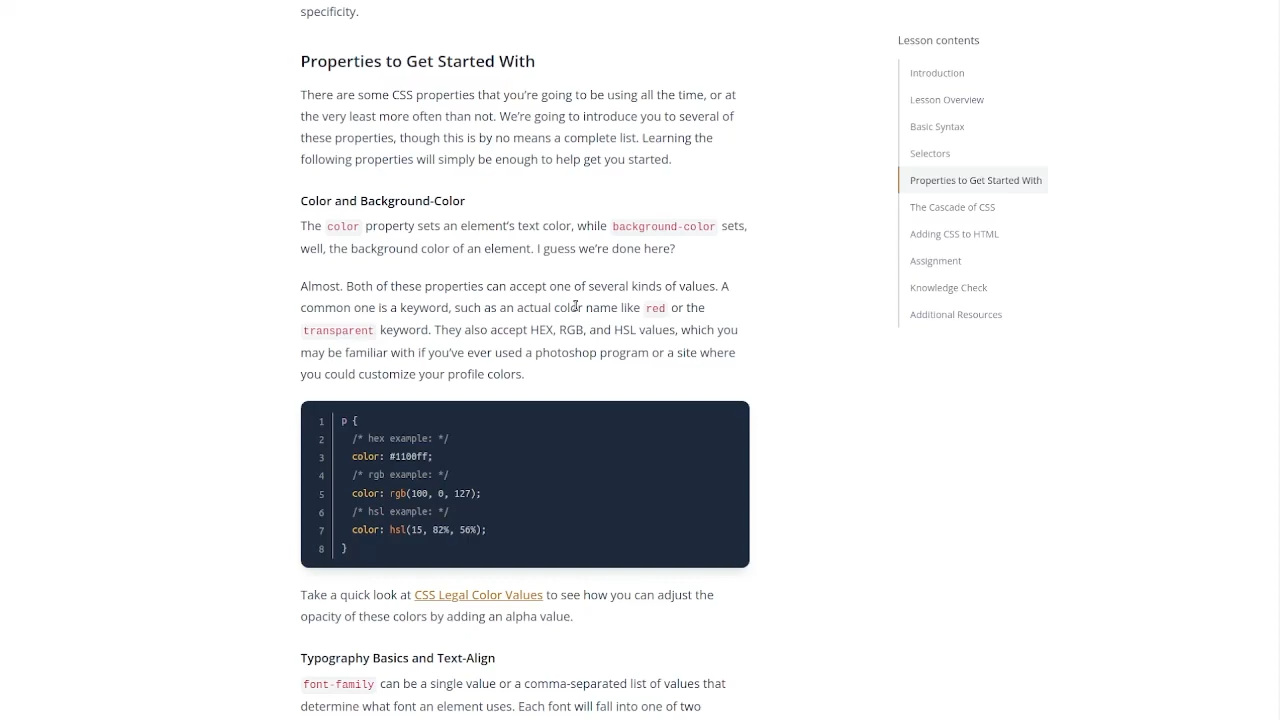 specificity.
Properties to Get Started With
There are some CSS properties that you’re going to be using all the time, or at
the very least more often than not. We’re going to introduce you to several of
these properties, though this is by no means a complete list. Learning the
following properties will simply be enough to help get you started.
Color and Background-Color
The color property sets an element’s text color, while background-color sets,
well, the background color of an element. I guess we’re done here?
Almost. Both of these properties can accept one of several kinds of values. A
common one is a keyword, such as an actual color name like red or the
transparent keyword. They also accept HEX, RGB, and HSL values, which you
may be familiar with if you’ve ever used a photoshop program or a site where
you could customize your profile colors.
1 p {
2 /* hex example: */
3 color: #1100ff;
4 /* rgb example: */
5 color: rgb(100, 0, 127);
6 /* hsl example: */
7 color: hsl(15, 82%, 56%);
8 }
Take a quick look at CSS Legal Color Values to see how you can adjust the
opacity of these colors by adding an alpha value.
Typography Basics and Text-Align
font-family can be a single value or a comma-separated list of values that
determine what font an element uses. Each font will fall into one of two
Lesson contents
Introduction
Lesson Overview
Basic Syntax
Selectors
Properties to Get Started With
The Cascade of CSS
Adding CSS to HTML
Assignment
Knowledge Check
Additional Resources